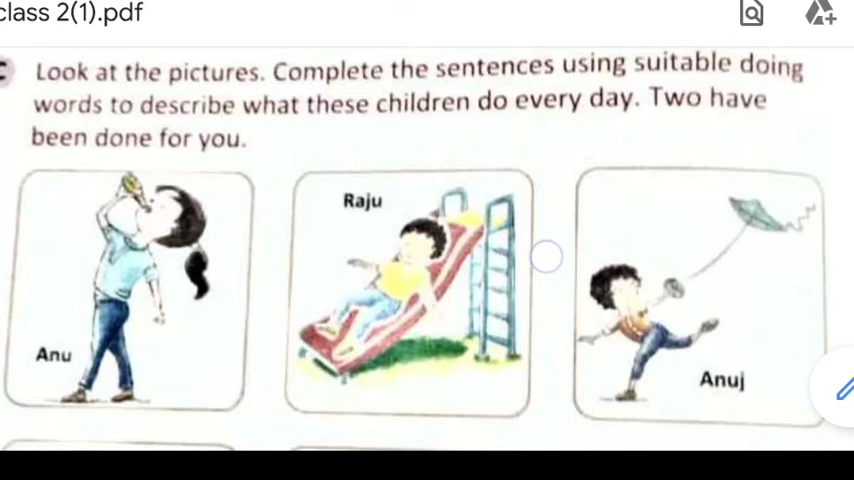 class 2(1).pdf
C Look at the pictures. Complete the sentences using suitable doing
words to describe what these children do every day. Two have
been done for you.
Raju
Anu
Anuj